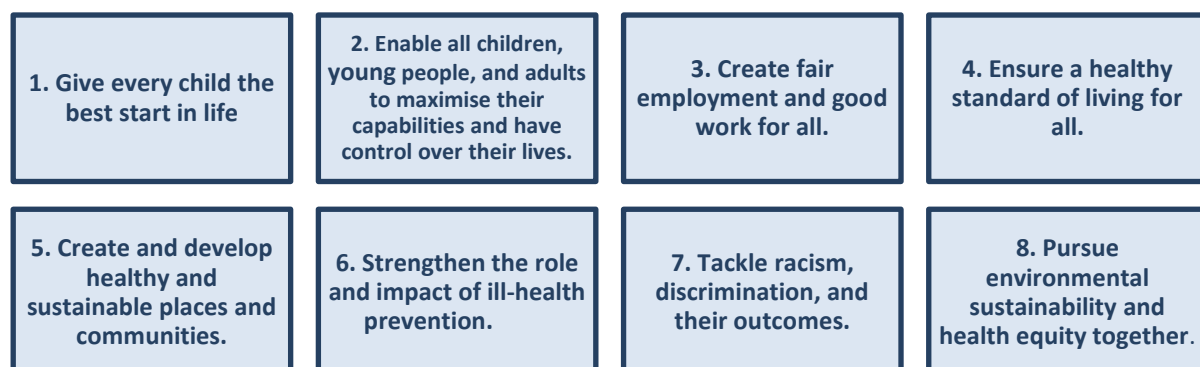 1. Give every child the
best start in life
2. Enable all children,
young people, and adults
to maximise their
capabilities and have
control over their lives.
3. Create fair
employment and good
work for all.
4. Ensure a healthy
standard of living for
all.
5. Create and develop
healthy and
sustainable places and
communities.
6. Strengthen the role
and impact of ill-health
prevention.
7. Tackle racism,
discrimination, and
their outcomes.
8. Pursue
environmental
sustainability and
health equity together.